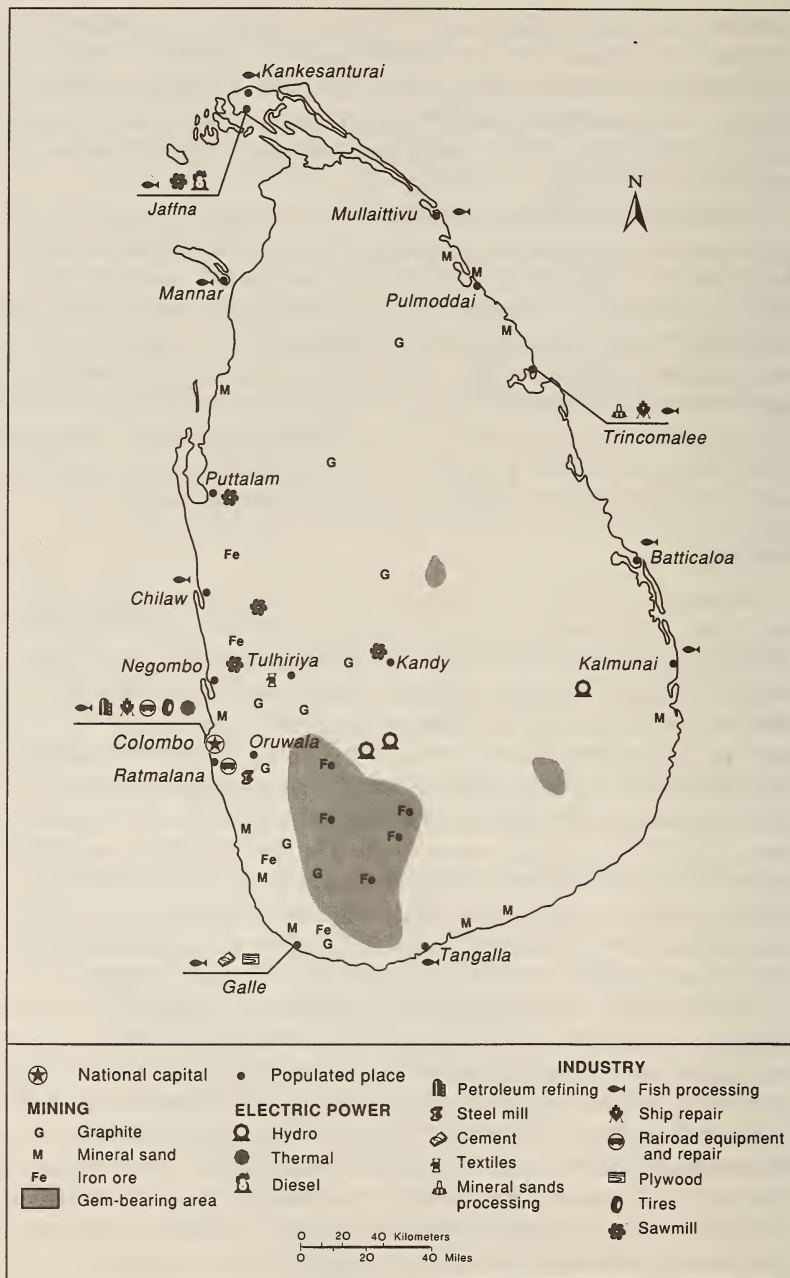 Kankesanturai
N
Jaffna
Mullaittivu
M
M
Mannar
Pulmoddai
M
G
M
Trincomalee
G
Puttalam
Fe
Batticaloa
G
Chilaw
Fe
Tulhiriya
G
Kandy
Kalmunai
Negombo
G
G
M
M
Colombo
Oruwala
Ratmalana
G
Fe
Fe
M
Fe
Fe
G
Fe
M
G
Fe
M
M
M
Fe
G
Tangalla
Galle
National capital
Populated place
MINING
G Graphite
M Mineral sand
Fe Iron ore
Gem-bearing area
ELECTRIC POWER
Hydro
Thermal
Diesel
INDUSTRY
Petroleum refining
Steel mill
Cement
Textiles
Mineral sands
processing
Fish processing
Ship repair
Rairoad equipment
and repair
Plywood
Tires
Sawmill
0 20 40 Kilometers
0 20 40 Miles